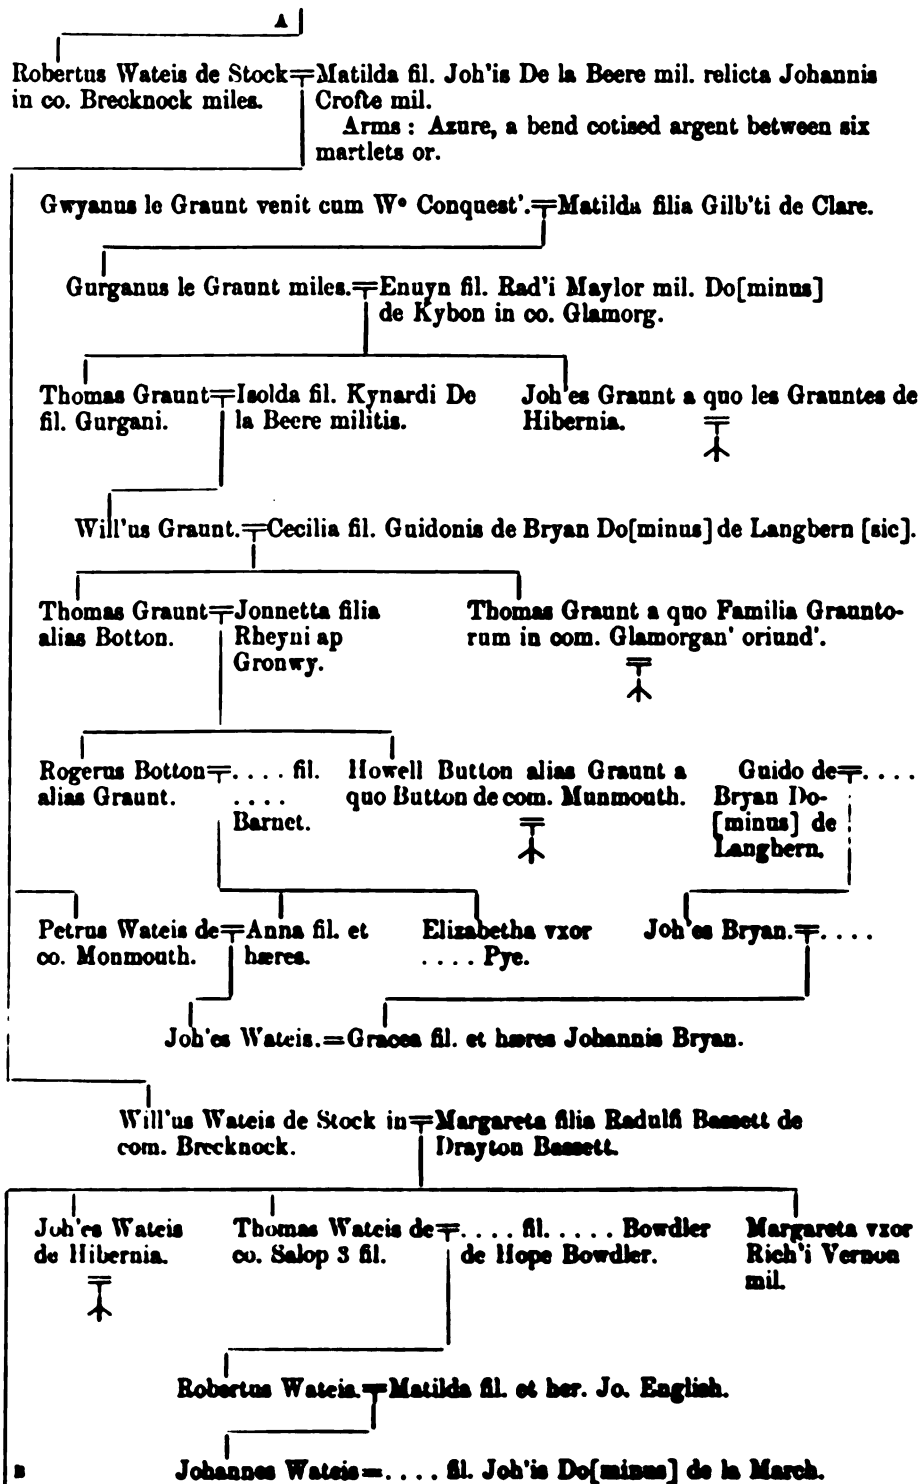 A
Robertus Wateis de Stock=Matilda fil. Joh'is De la Beere mil. relicta Johannis
in co. Brecknock miles. Crofte mil.
Arms : Azure, a bend cotised argent between six
martlets or.
Gwyanus le Graunt venit cum Wº Conquest'.=Matilda filia Gilb'ti de Clare.
Gurganus le Graunt miles.=Enuyn fil. Rad'i Maylor mil. Do[minus]
de Kybon in co. Glamorg.
Thomas Graunt=Isolda fil. Kynardi De Joh'es Graunt a quo les Grauntes de
fil. Gurgani. la Beere militis. Hibernia.
Will'us Graunt.=Cecilia fil. Guidonis de Bryan Do[minus] de Langbern [sic].
Thomas Graunt=Jonnetta filia Thomas Graunt a quo Familia Graunto-
alias Botton. Rheyni ap rum in com. Glamorgan' oriund'.
Gronwy.
Rogerus Botton=. . . . fil. Howell Button alias Graunt a Guido de=. . . .
alias Graunt. . . . . quo Button de com. Munmouth. Bryan Do-
Barnet. [minus] de
Langbern.
Petrus Wateis de=Anna fil. et Elizabetha vxor Joh'es Bryan.=. . . .
co. Monmouth. hæres. . . . . Pye.
Joh'es Wateis.=Gracea fil. et hæres Johannis Bryan.
Will'us Wateis de Stock in=Margareta filia Radulfi Bassett de
com. Brecknock. Drayton Bassett.
Joh'es Wateis Thomas Wateis de=. . . . fil. . . . . . Bowdler Margareta vxor
de Hibernia. co. Salop 3 fil. de Hope Bowdler. Rich'i Vernon
mil.
Robertus Wateis.=Matilda fil. et her. Jo. English.
B Johannes Wateis=. . . . fil. Joh'is Do[minus] de la March.